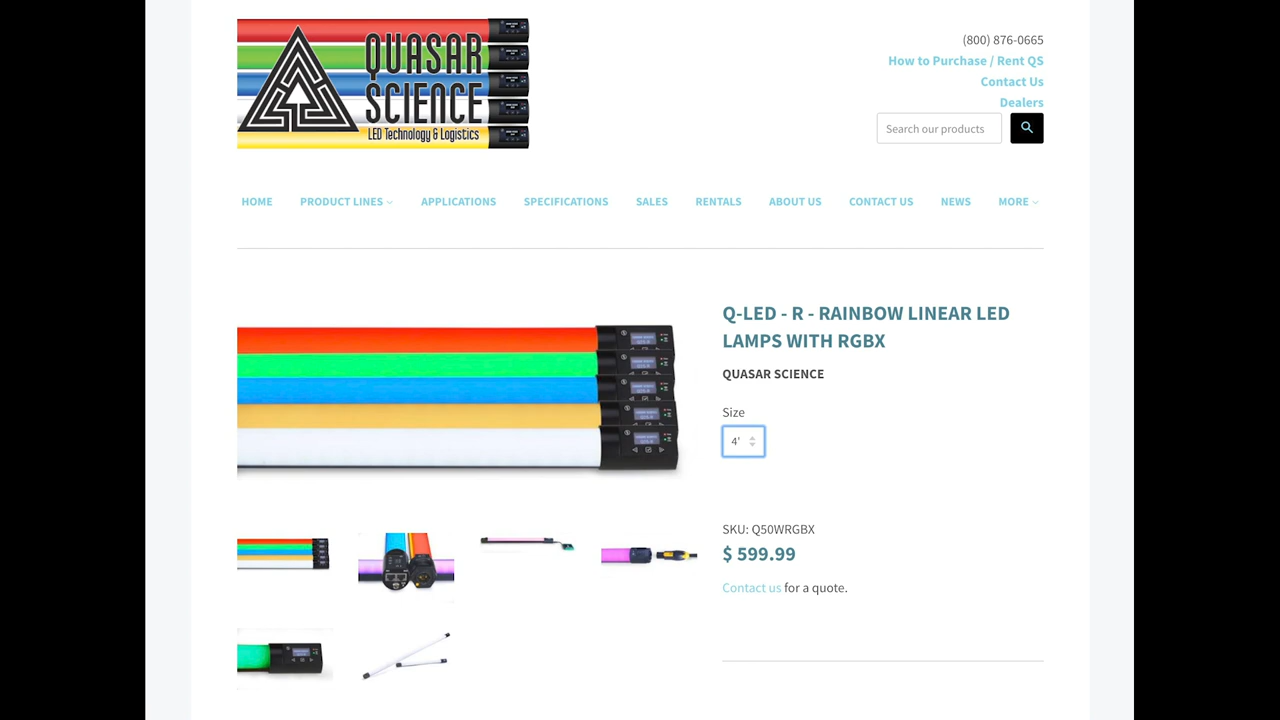 QUASAR
SCIENCE
LED Technology & Logistics
(800) 876-0665
How to Purchase / Rent QS
Contact Us
Dealers
Search our products
HOME PRODUCT LINES APPLICATIONS SPECIFICATIONS SALES RENTALS ABOUT US CONTACT US NEWS MORE
Q-LED - R - RAINBOW LINEAR LED
LAMPS WITH RGBX
QUASAR SCIENCE
Size
4'
SKU: Q50WRGBX
$ 599.99
Contact us for a quote.